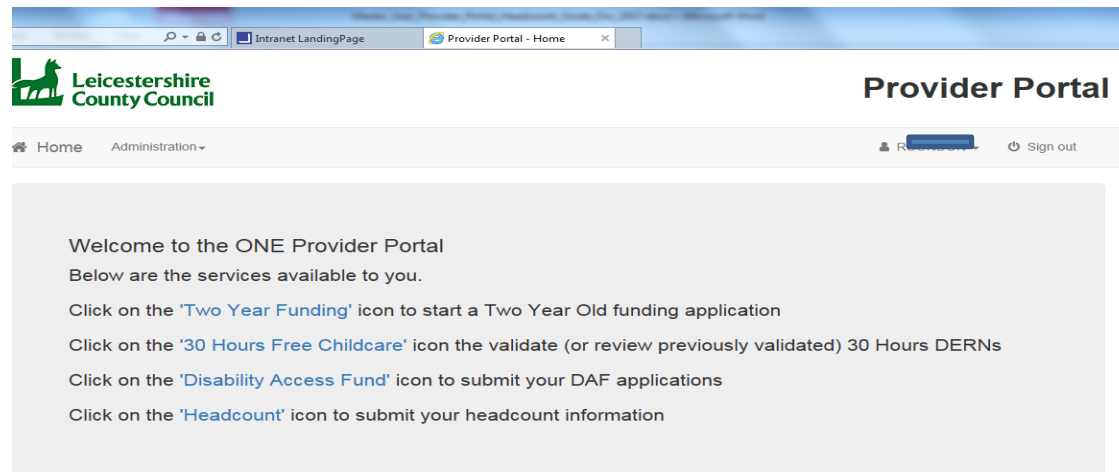 Intranet LandingPage
Provider Portal - Home
Leicestershire
County Council
Provider Portal
Home Administration
Sign out
Welcome to the ONE Provider Portal
Below are the services available to you.
Click on the 'Two Year Funding' icon to start a Two Year Old funding application
Click on the '30 Hours Free Childcare' icon the validate (or review previously validated) 30 Hours DERNs
Click on the 'Disability Access Fund' icon to submit your DAF applications
Click on the 'Headcount' icon to submit your headcount information